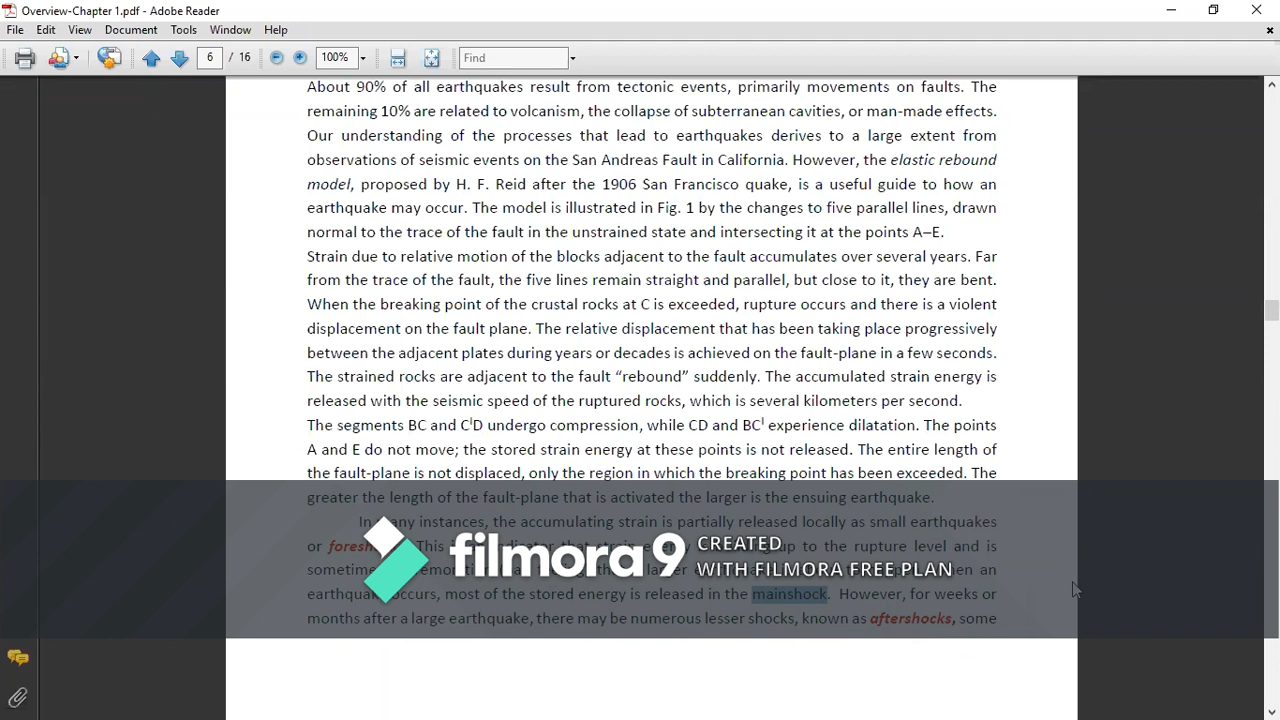 Overview-Chapter 1.pdf - Adobe Reader
File Edit View Document Tools Window Help
6 / 16 100% Find
About 90% of all earthquakes result from tectonic events, primarily movements on faults. The
remaining 10% are related to volcanism, the collapse of subterranean cavities, or man-made effects.
Our understanding of the processes that lead to earthquakes derives to a large extent from
observations of seismic events on the San Andreas Fault in California. However, the elastic rebound
model, proposed by H. F. Reid after the 1906 San Francisco quake, is a useful guide to how an
earthquake may occur. The model is illustrated in Fig. 1 by the changes to five parallel lines, drawn
normal to the trace of the fault in the unstrained state and intersecting it at the points A–E.
Strain due to relative motion of the blocks adjacent to the fault accumulates over several years. Far
from the trace of the fault, the five lines remain straight and parallel, but close to it, they are bent.
When the breaking point of the crustal rocks at C is exceeded, rupture occurs and there is a violent
displacement on the fault plane. The relative displacement that has been taking place progressively
between the adjacent plates during years or decades is achieved on the fault-plane in a few seconds.
The strained rocks are adjacent to the fault “rebound” suddenly. The accumulated strain energy is
released with the seismic speed of the ruptured rocks, which is several kilometers per second.
The segments BC and CᴵD undergo compression, while CD and BCᴵ experience dilatation. The points
A and E do not move; the stored strain energy at these points is not released. The entire length of
the fault-plane is not displaced, only the region in which the breaking point has been exceeded. The
greater the length of the fault-plane that is activated the larger is the ensuing earthquake.
In many instances, the accumulating strain is partially released locally as small earthquakes
or This up to the rupture level and is
larger an
earthquake occurs, most of the stored energy is released in the mainshock. However, for weeks or
months after a large earthquake, there may be numerous lesser shocks, known as aftershocks, some
filmora9 CREATED
WITH FILMORA FREE PLAN